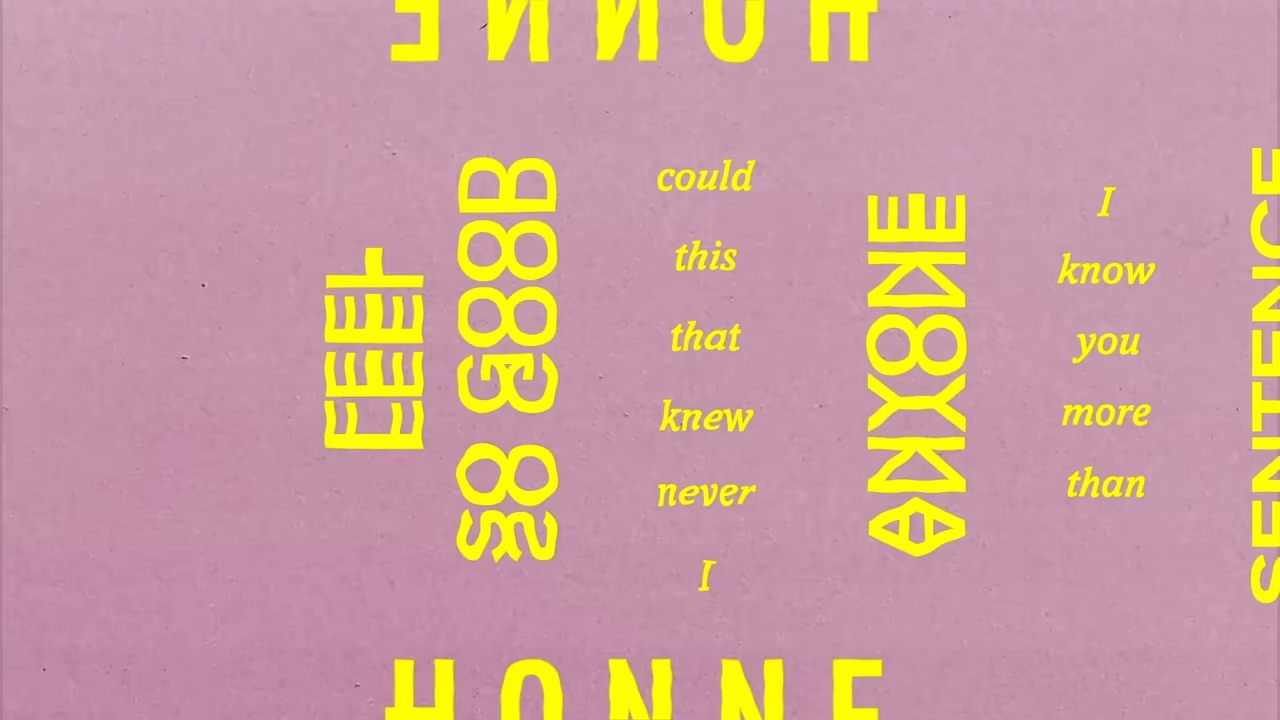 HONNE
FEEL
SO GOOD
could
this
that
knew
never
I
ANYONE
I
know
you
more
than
SENTENCE
HONNE